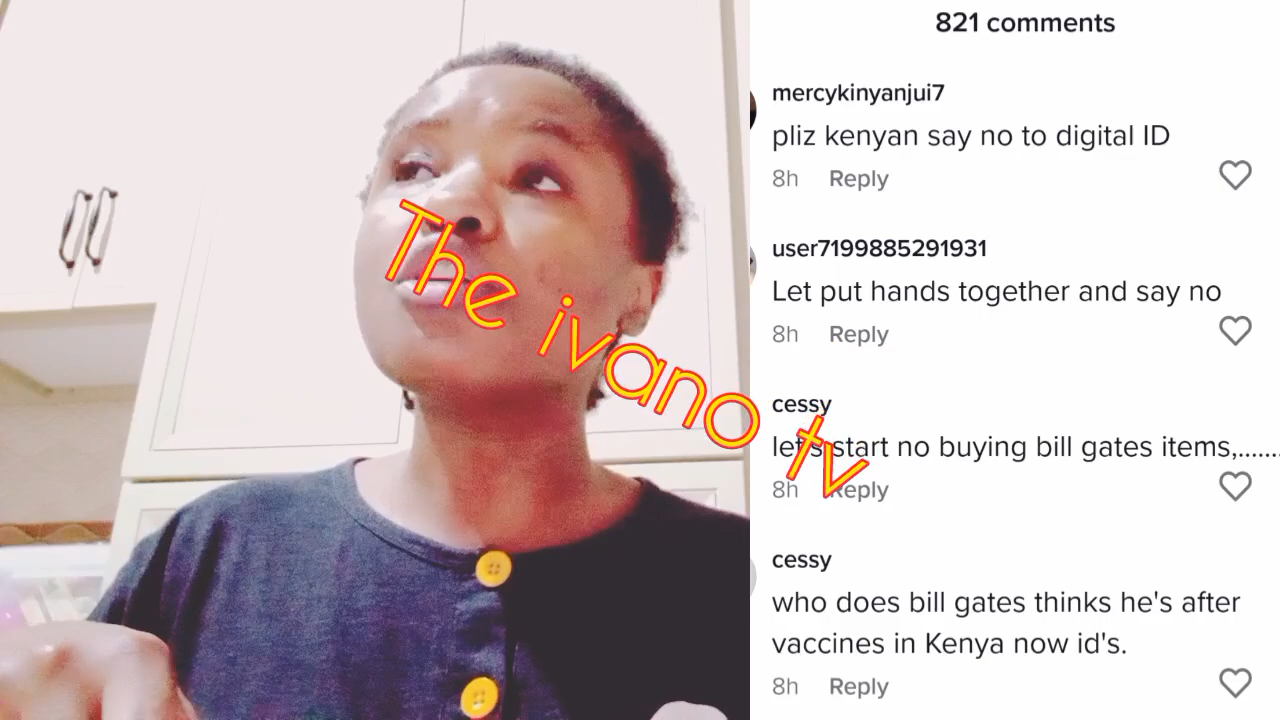 821 comments
mercykinyanjui7
pliz kenyan say no to digital ID
8h Reply
user7199885291931
Let put hands together and say no
8h Reply
cessy
let's start no buying bill gates items,.......
8h Reply
cessy
who does bill gates thinks he's after
vaccines in Kenya now id's.
8h Reply
The ivano tv